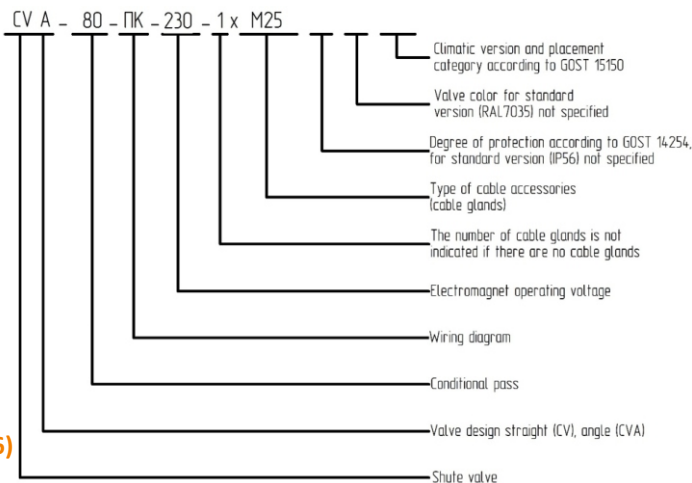 CV A - 80 - ПК - 230 - 1 x M25
Climatic version and placement
category according to GOST 15150
Valve color for standard
version (RAL7035) not specified
Degree of protection according to GOST 14254,
for standard version (IP56) not specified
Type of cable accessories
(cable glands)
The number of cable glands is not
indicated if there are no cable glands
Electromagnet operating voltage
Wiring diagram
Conditional pass
Valve design straight (CV), angle (CVA)
Shute valve